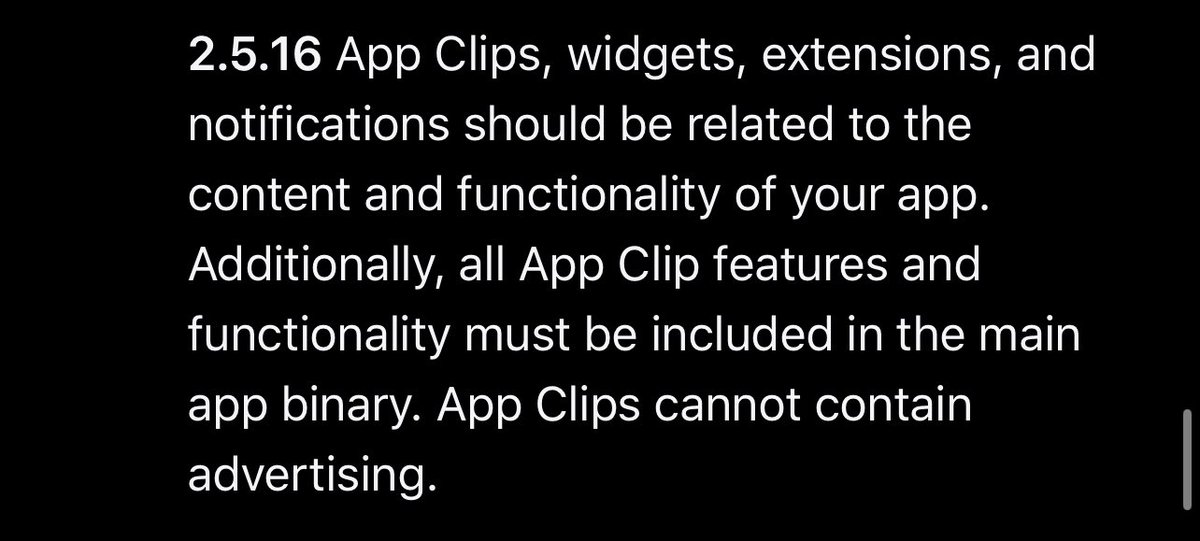 2.5.16 App Clips, widgets, extensions, and
notifications should be related to the
content and functionality of your app.
Additionally, all App Clip features and
functionality must be included in the main
app binary. App Clips cannot contain
advertising.